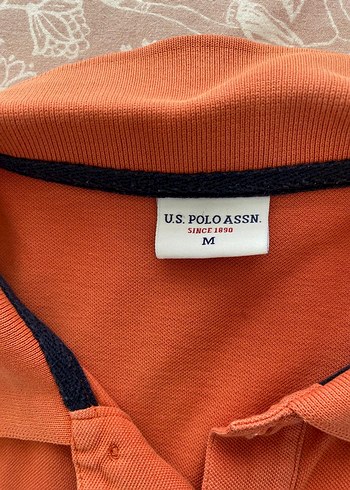 U.S. POLO ASSN.
SINCE 1890
M